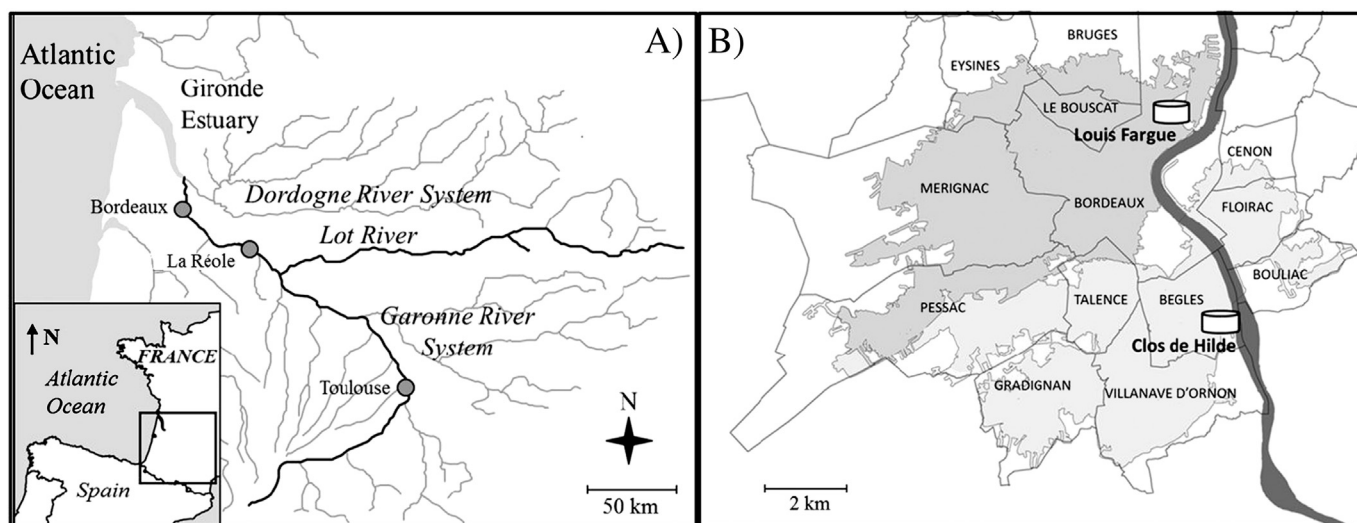 A)
Atlantic
Ocean
Gironde
Estuary
Dordogne River System
Bordeaux
Lot River
La Réole
Garonne River
System
Toulouse
N
50 km
N
FRANCE
Atlantic
Ocean
Spain
B)
BRUGES
EYSINES
LE BOUSCAT
Louis Fargue
CENON
MERIGNAC
BORDEAUX
FLOIRAC
BOULIAC
PESSAC
TALENCE
BEGLES
Clos de Hilde
GRADIGNAN
VILLANAVE D'ORNON
2 km